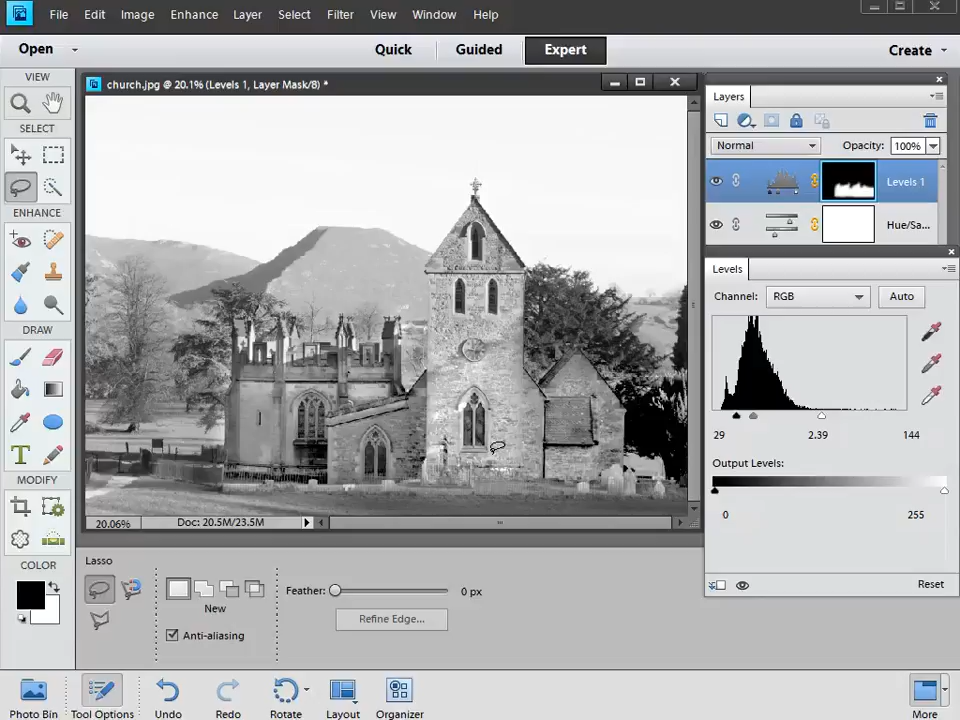 File Edit Image Enhance Layer Select Filter View Window Help
Open Quick Guided Expert Create
VIEW
SELECT
ENHANCE
DRAW
T
MODIFY
COLOR
church.jpg @ 20.1% (Levels 1, Layer Mask/8) *
20.06% Doc: 20.5M/23.5M
Layers
Normal Opacity: 100%
Levels 1
Hue/Sa...
Levels
Channel: RGB Auto
29 2.39 144
Output Levels:
0 255
Reset
Lasso
New
Feather: 0 px
Refine Edge...
Anti-aliasing
Photo Bin Tool Options Undo Redo Rotate Layout Organizer More